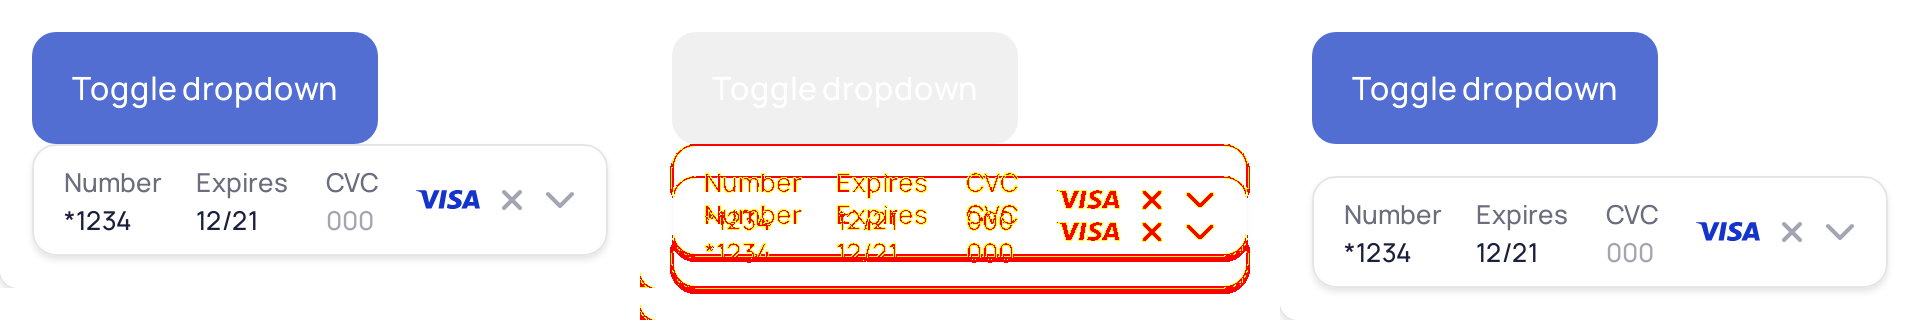 Toggle dropdown
Number Expires CVC
*1234 12/21 000
VISA
Toggle dropdown
Number Expires CVC
VISA
Number Expires CVC
*1234 12/21 000
VISA
*1234 12/21 000
Toggle dropdown
Number Expires CVC
*1234 12/21 000
VISA